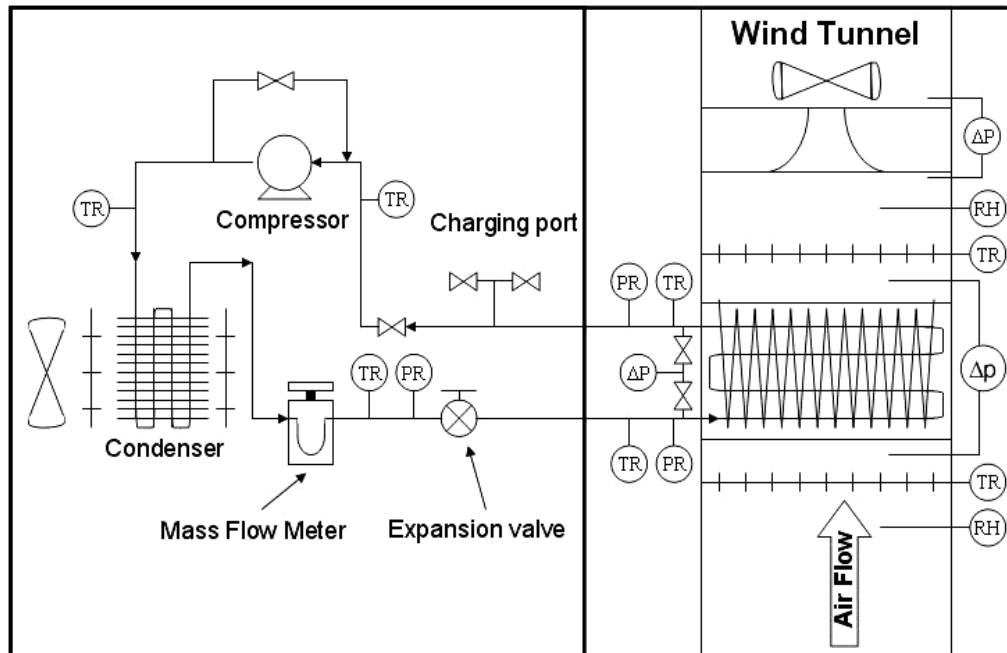 Wind Tunnel
ΔP
Compressor
TR
TR
Charging port
RH
TR
PR
TR
TR
PR
ΔP
Δp
Condenser
TR
PR
TR
Mass Flow Meter
Expansion valve
RH
Air Flow